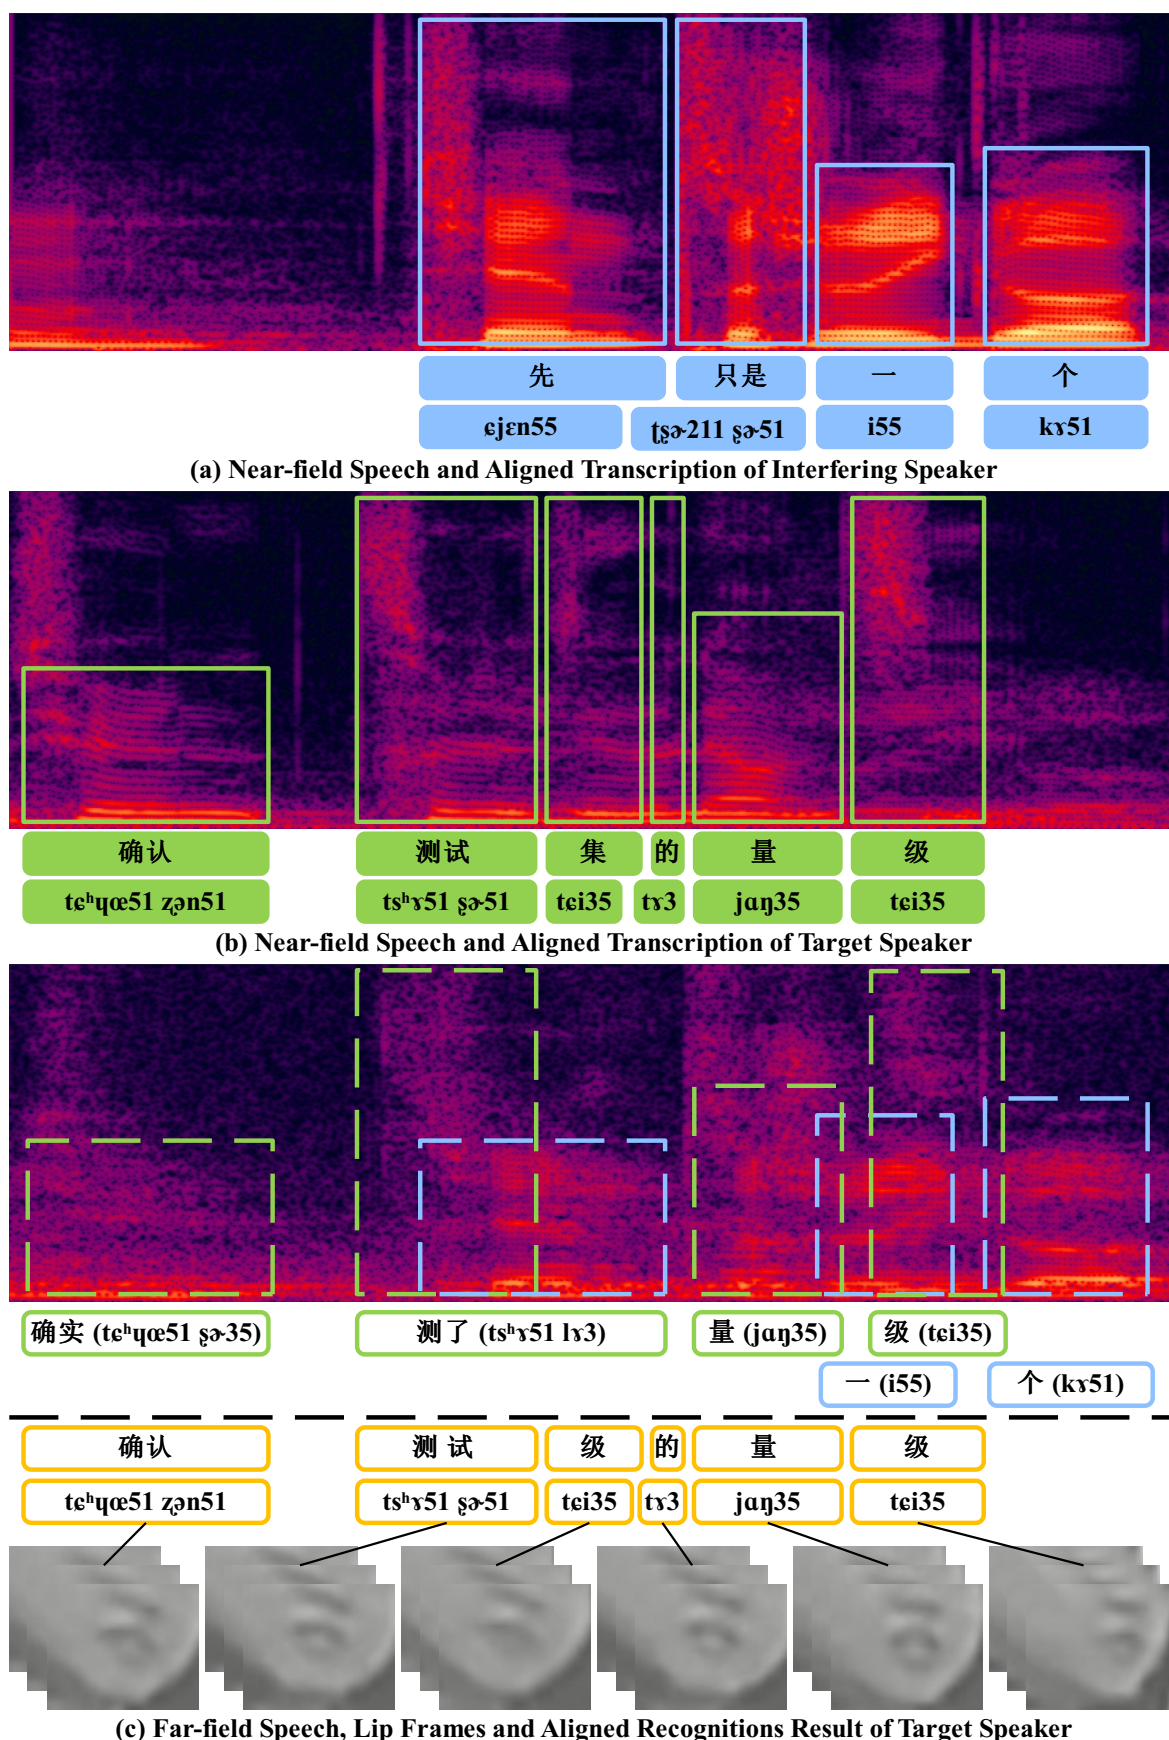 先 只是 一 个
ɕjɛn55 ʈʂɚ211 ʂɚ51 i55 kɤ51
(a) Near-field Speech and Aligned Transcription of Interfering Speaker
确认 测试 集 的 量 级
tɕʰɥœ51 ʐən51 tsʰɤ51 ʂɚ51 tɕi35 tɤ3 jɑŋ35 tɕi35
(b) Near-field Speech and Aligned Transcription of Target Speaker
确实 (tɕʰɥœ51 ʂɚ35) 测了 (tsʰɤ51 lɤ3) 量 (jɑŋ35) 级 (tɕi35)
一 (i55) 个 (kɤ51)
确认 测 试 级 的 量 级
tɕʰɥœ51 ʐən51 tsʰɤ51 ʂɚ51 tɕi35 tɤ3 jɑŋ35 tɕi35
(c) Far-field Speech, Lip Frames and Aligned Recognitions Result of Target Speaker